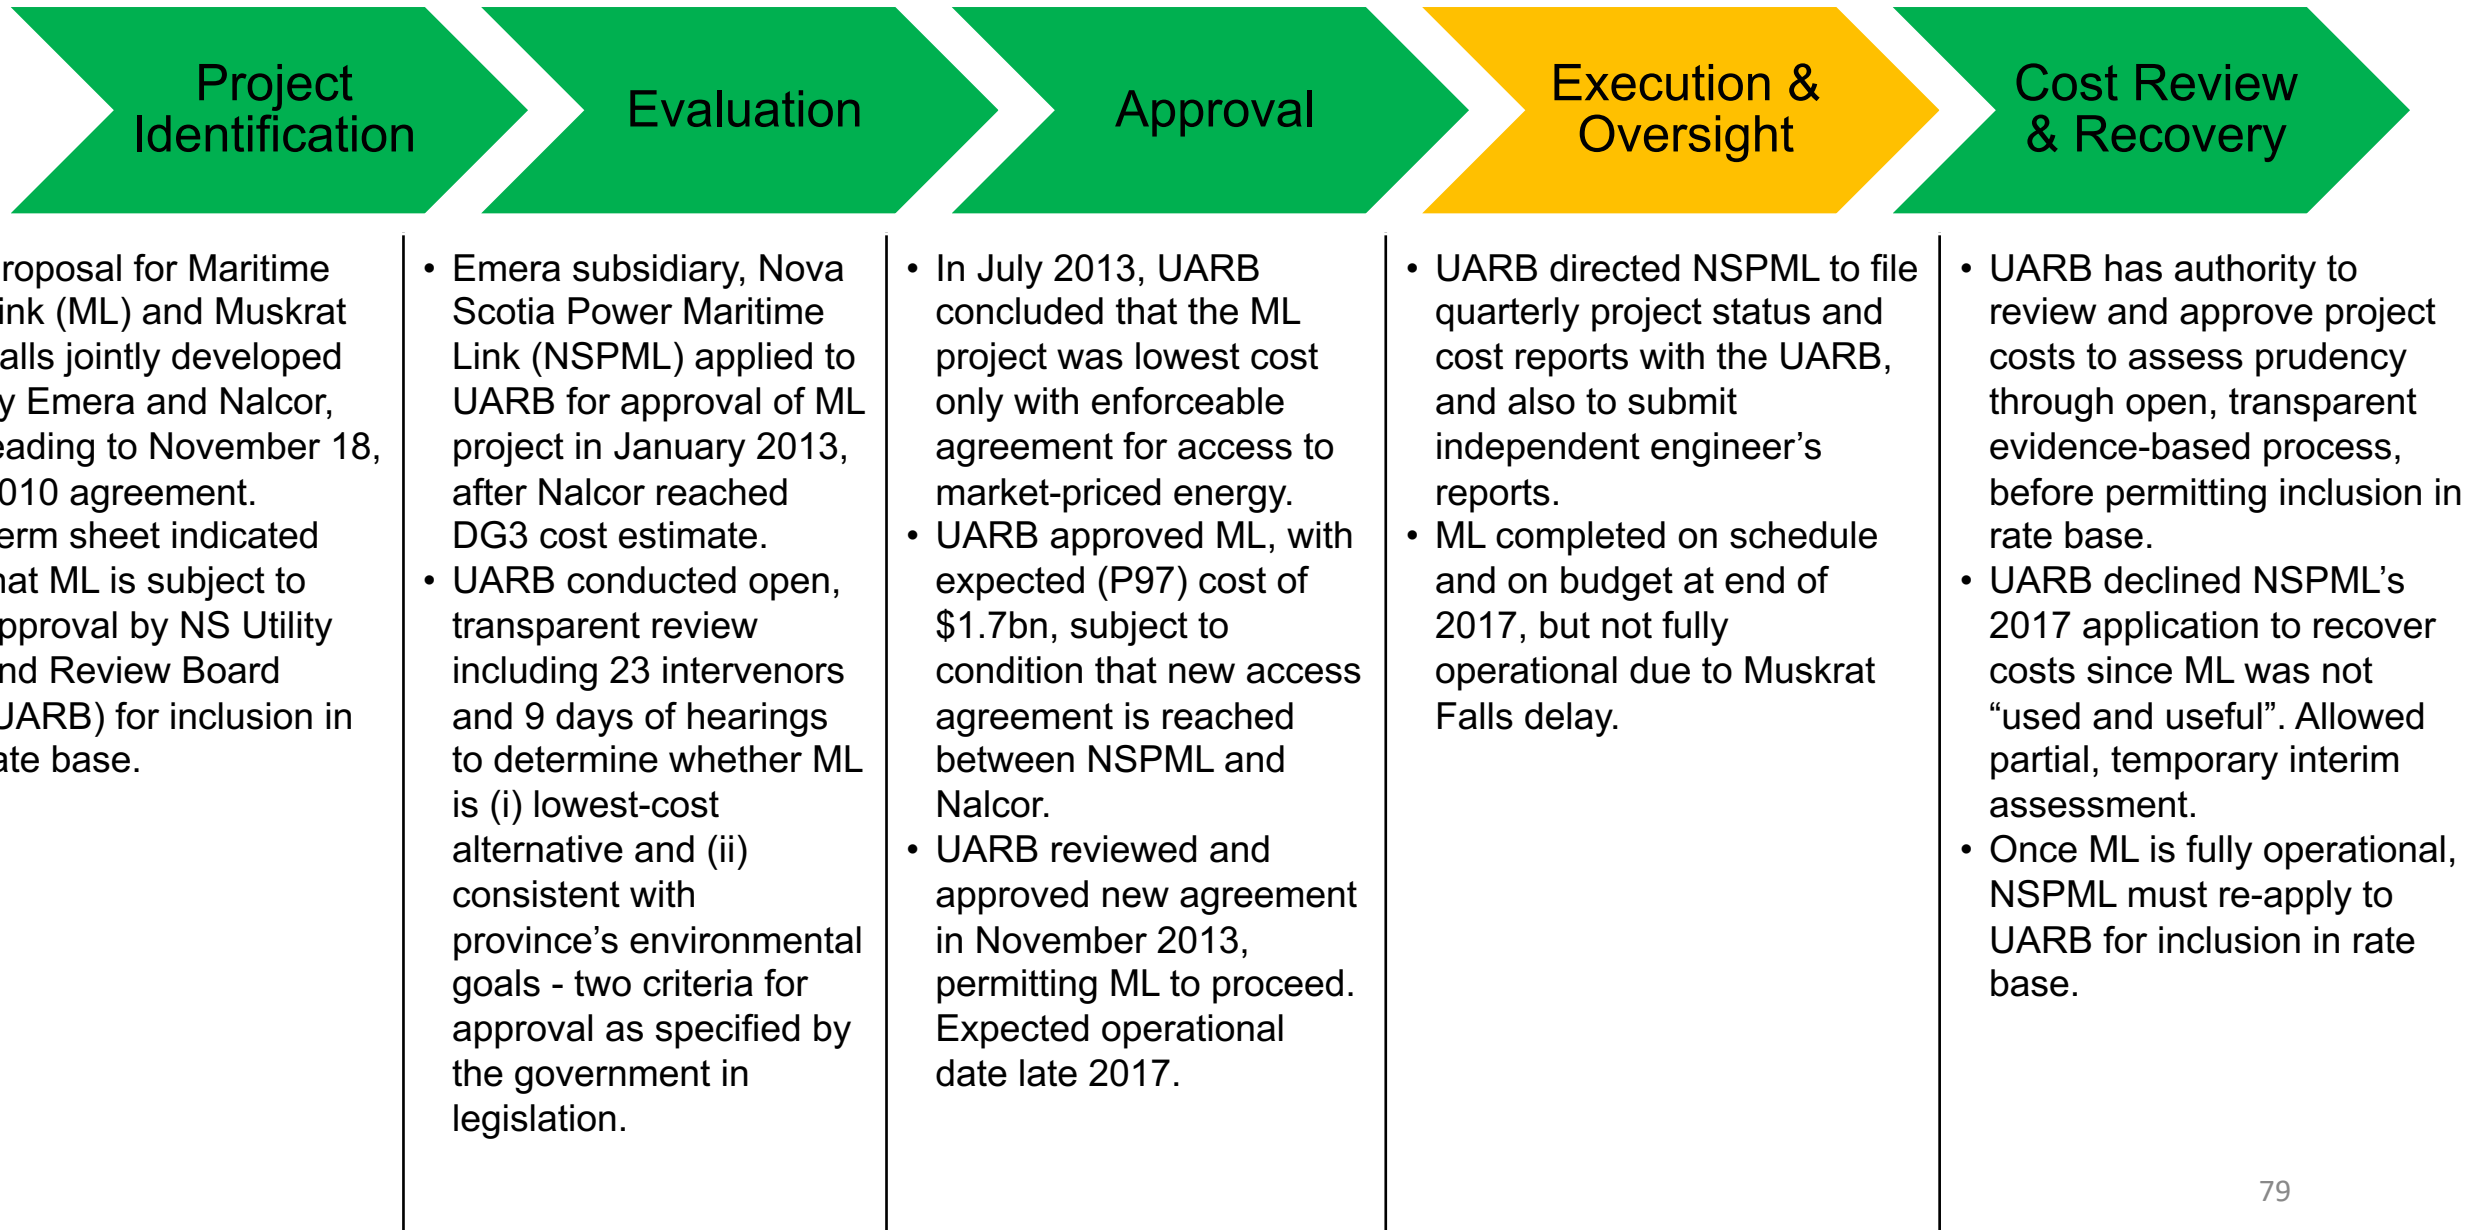 Project
Identification
Evaluation
Approval
Execution &
Oversight
Cost Review
& Recovery
roposal for Maritime
ink (ML) and Muskrat
alls jointly developed
y Emera and Nalcor,
eading to November 18,
010 agreement.
erm sheet indicated
hat ML is subject to
pproval by NS Utility
nd Review Board
UARB) for inclusion in
ate base.
• Emera subsidiary, Nova
Scotia Power Maritime
Link (NSPML) applied to
UARB for approval of ML
project in January 2013,
after Nalcor reached
DG3 cost estimate.
• UARB conducted open,
transparent review
including 23 intervenors
and 9 days of hearings
to determine whether ML
is (i) lowest-cost
alternative and (ii)
consistent with
province’s environmental
goals - two criteria for
approval as specified by
the government in
legislation.
• In July 2013, UARB
concluded that the ML
project was lowest cost
only with enforceable
agreement for access to
market-priced energy.
• UARB approved ML, with
expected (P97) cost of
$1.7bn, subject to
condition that new access
agreement is reached
between NSPML and
Nalcor.
• UARB reviewed and
approved new agreement
in November 2013,
permitting ML to proceed.
Expected operational
date late 2017.
• UARB directed NSPML to file
quarterly project status and
cost reports with the UARB,
and also to submit
independent engineer’s
reports.
• ML completed on schedule
and on budget at end of
2017, but not fully
operational due to Muskrat
Falls delay.
• UARB has authority to
review and approve project
costs to assess prudency
through open, transparent
evidence-based process,
before permitting inclusion in
rate base.
• UARB declined NSPML’s
2017 application to recover
costs since ML was not
“used and useful”. Allowed
partial, temporary interim
assessment.
• Once ML is fully operational,
NSPML must re-apply to
UARB for inclusion in rate
base.
79